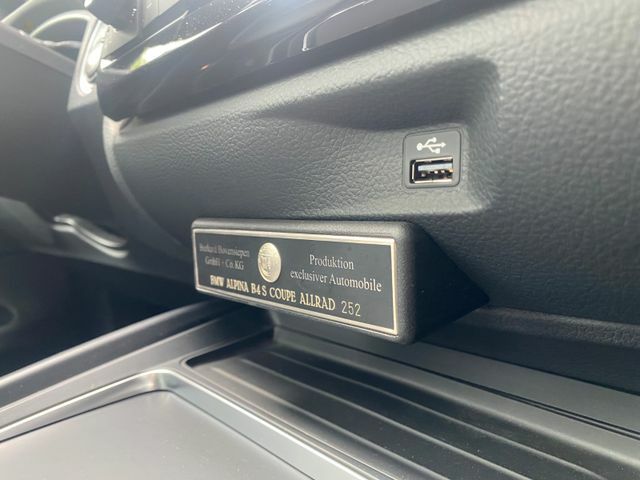 Burkard Bovensiepen
GmbH + Co. KG
Produktion
exclusiver Automobile
BMW ALPINA B4 S COUPE ALLRAD 252